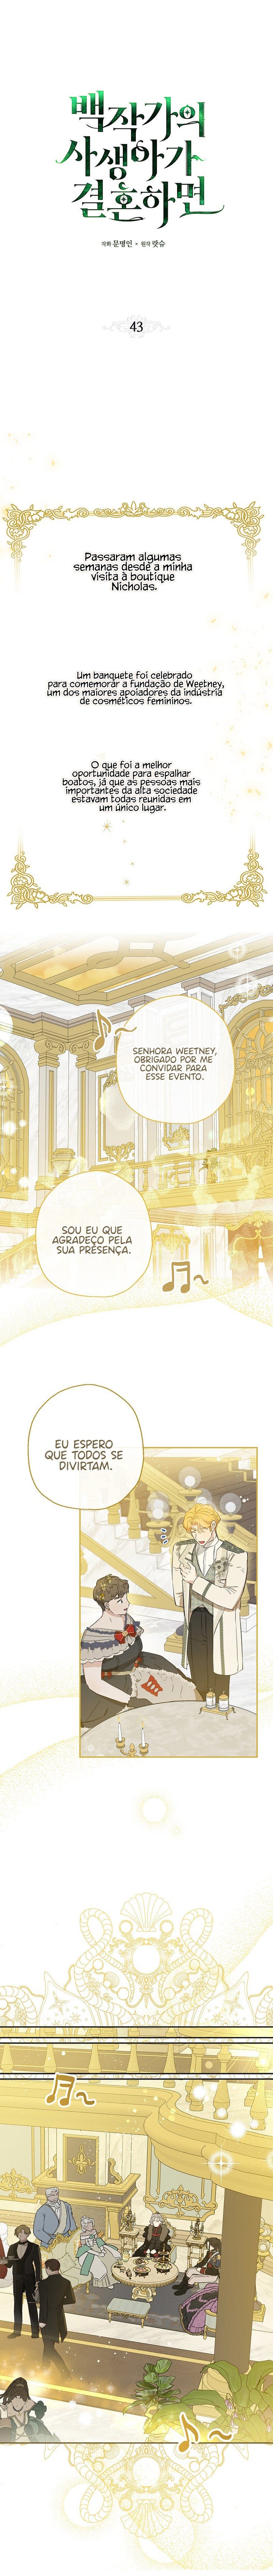 백작가의
사생아가
결혼하면
작화 문명인 × 원작 맛슘
43
Passaram algumas
semanas desde a minha
visita à boutique
Nicholas.
Um banquete foi celebrado
para comemorar a fundação de Weetney,
um dos maiores apoiadores da indústria
de cosméticos femininos.
O que foi a melhor
oportunidade para espalhar
boatos, já que as pessoas mais
importantes da alta sociedade
estavam todas reunidas em
um único lugar.
SENHORA WEETNEY,
OBRIGADO POR ME
CONVIDAR PARA
ESSE EVENTO.
SOU EU QUE
AGRADEÇO PELA
SUA PRESENÇA.
EU ESPERO
QUE TODOS SE
DIVIRTAM.